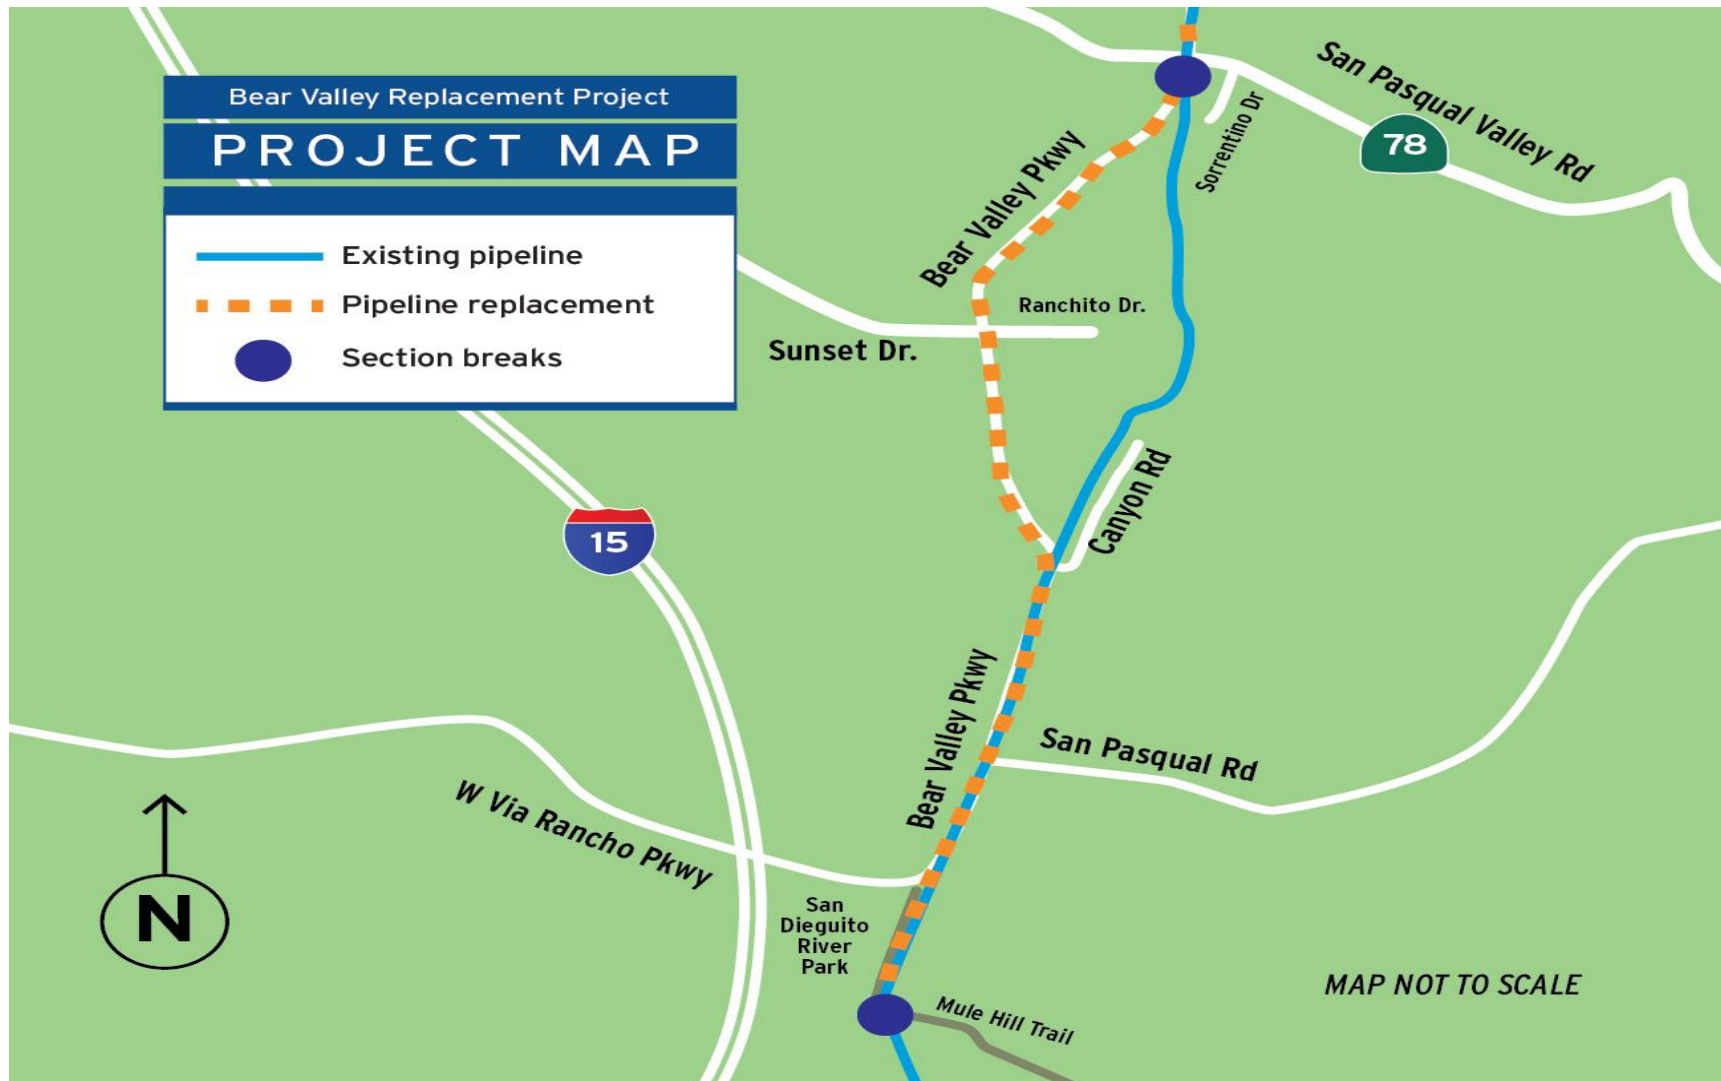 Bear Valley Replacement Project
PROJECT MAP
Existing pipeline
Pipeline replacement
Section breaks
San Pasqual Valley Rd
78
Sorrentino Dr
Bear Valley Pkwy
Ranchito Dr.
Sunset Dr.
Canyon Rd
15
Bear Valley Pkwy
San Pasqual Rd
W Via Rancho Pkwy
San
Dieguito
River
Park
N
MAP NOT TO SCALE
Mule Hill Trail